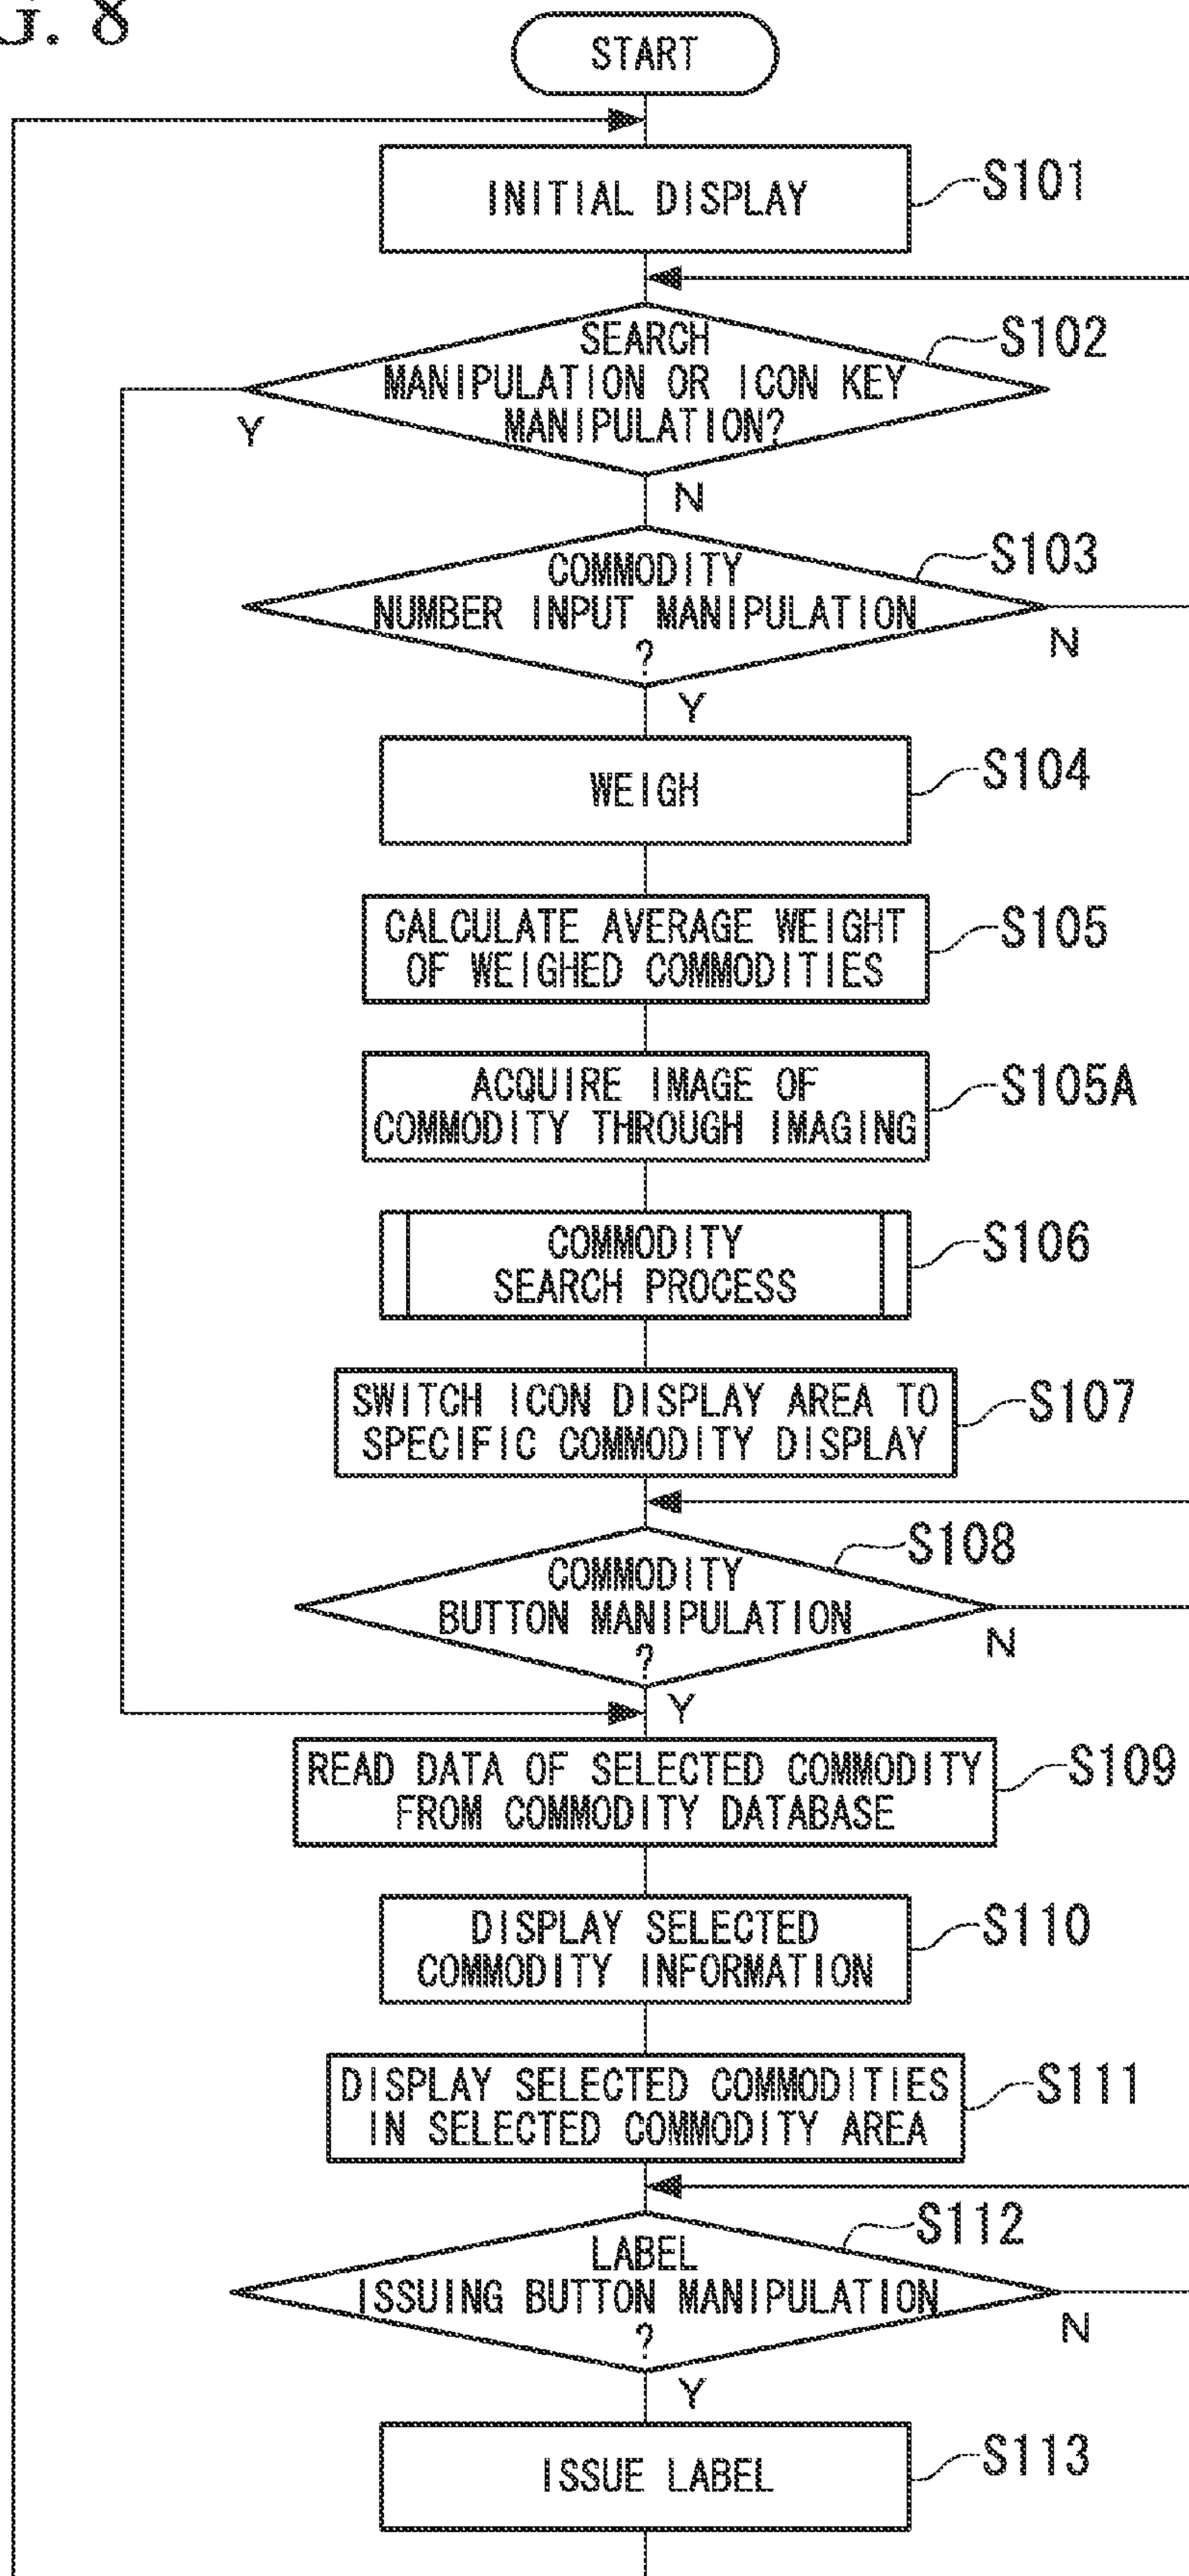 G. 8
START
INITIAL DISPLAY
S101
SEARCH
MANIPULATION OR ICON KEY
MANIPULATION?
S102
Y
N
COMMODITY
NUMBER INPUT MANIPULATION
?
S103
N
Y
WEIGH
S104
CALCULATE AVERAGE WEIGHT
OF WEIGHED COMMODITIES
S105
ACQUIRE IMAGE OF
COMMODITY THROUGH IMAGING
S105A
COMMODITY
SEARCH PROCESS
S106
SWITCH ICON DISPLAY AREA TO
SPECIFIC COMMODITY DISPLAY
S107
COMMODITY
BUTTON MANIPULATION
?
S108
N
Y
READ DATA OF SELECTED COMMODITY
FROM COMMODITY DATABASE
S109
DISPLAY SELECTED
COMMODITY INFORMATION
S110
DISPLAY SELECTED COMMODITIES
IN SELECTED COMMODITY AREA
S111
LABEL
ISSUING BUTTON MANIPULATION
?
S112
N
Y
ISSUE LABEL
S113